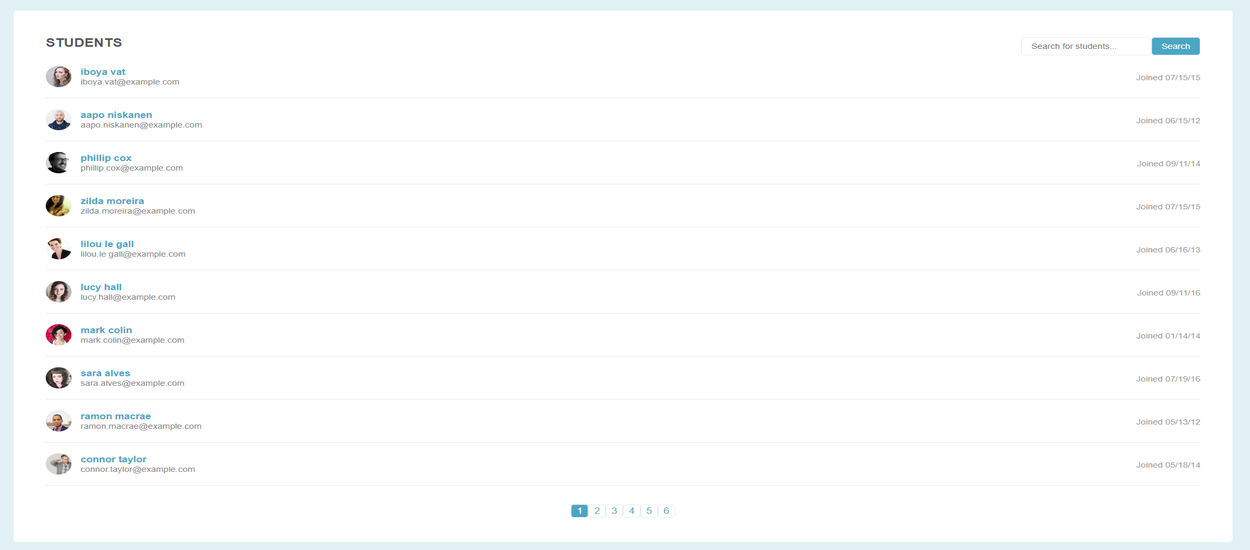 STUDENTS
Search for students...
Search
iboya vat
iboya.vat@example.com
Joined 07/15/15
aapo niskanen
aapo.niskanen@example.com
Joined 06/15/12
phillip cox
phillip.cox@example.com
Joined 09/11/14
zilda moreira
zilda.moreira@example.com
Joined 07/15/15
lilou le gall
lilou.le gall@example.com
Joined 06/16/13
lucy hall
lucy.hall@example.com
Joined 09/11/16
mark colin
mark.colin@example.com
Joined 01/14/14
sara alves
sara.alves@example.com
Joined 07/19/16
ramon macrae
ramon.macrae@example.com
Joined 05/13/12
connor taylor
connor.taylor@example.com
Joined 05/18/14
1 2 3 4 5 6